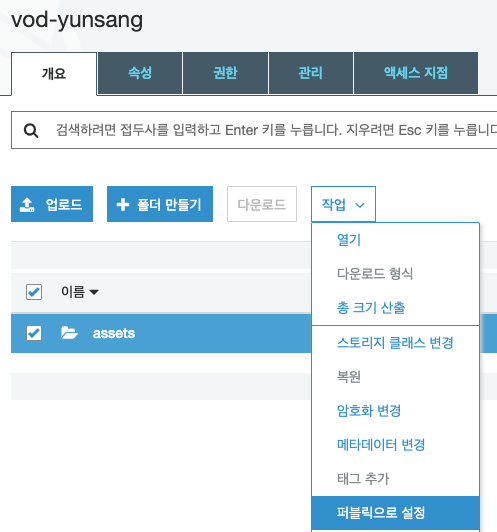 vod-yunsang
개요 속성 권한 관리 액세스 지점
검색하려면 접두사를 입력하고 Enter 키를 누릅니다. 지우려면 Esc 키를 누릅니다
업로드 폴더 만들기 다운로드 작업
열기
다운로드 형식
총 크기 산출
스토리지 클래스 변경
복원
암호화 변경
메타데이터 변경
태그 추가
퍼블릭으로 설정
이름
assets